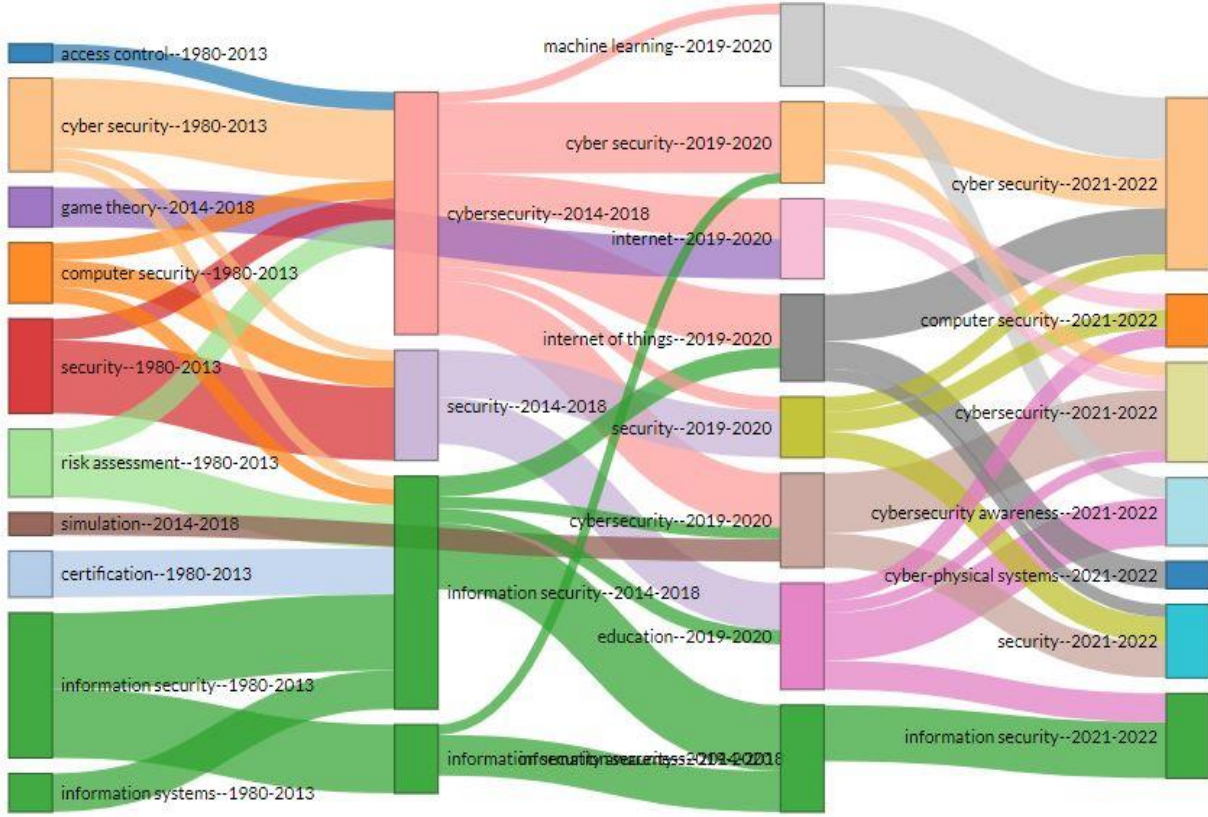 access control--1980-2013
cyber security--1980-2013
game theory--2014-2018
computer security--1980-2013
security--1980-2013
risk assessment--1980-2013
simulation--2014-2018
certification--1980-2013
information security--1980-2013
information systems--1980-2013
cybersecurity--2014-2018
security--2014-2018
information security--2014-2018
machine learning--2019-2020
cyber security--2019-2020
internet--2019-2020
internet of things--2019-2020
security--2019-2020
cybersecurity--2019-2020
education--2019-2020
cyber security--2021-2022
computer security--2021-2022
cybersecurity--2021-2022
cybersecurity awareness--2021-2022
cyber-physical systems--2021-2022
security--2021-2022
information security--2021-2022